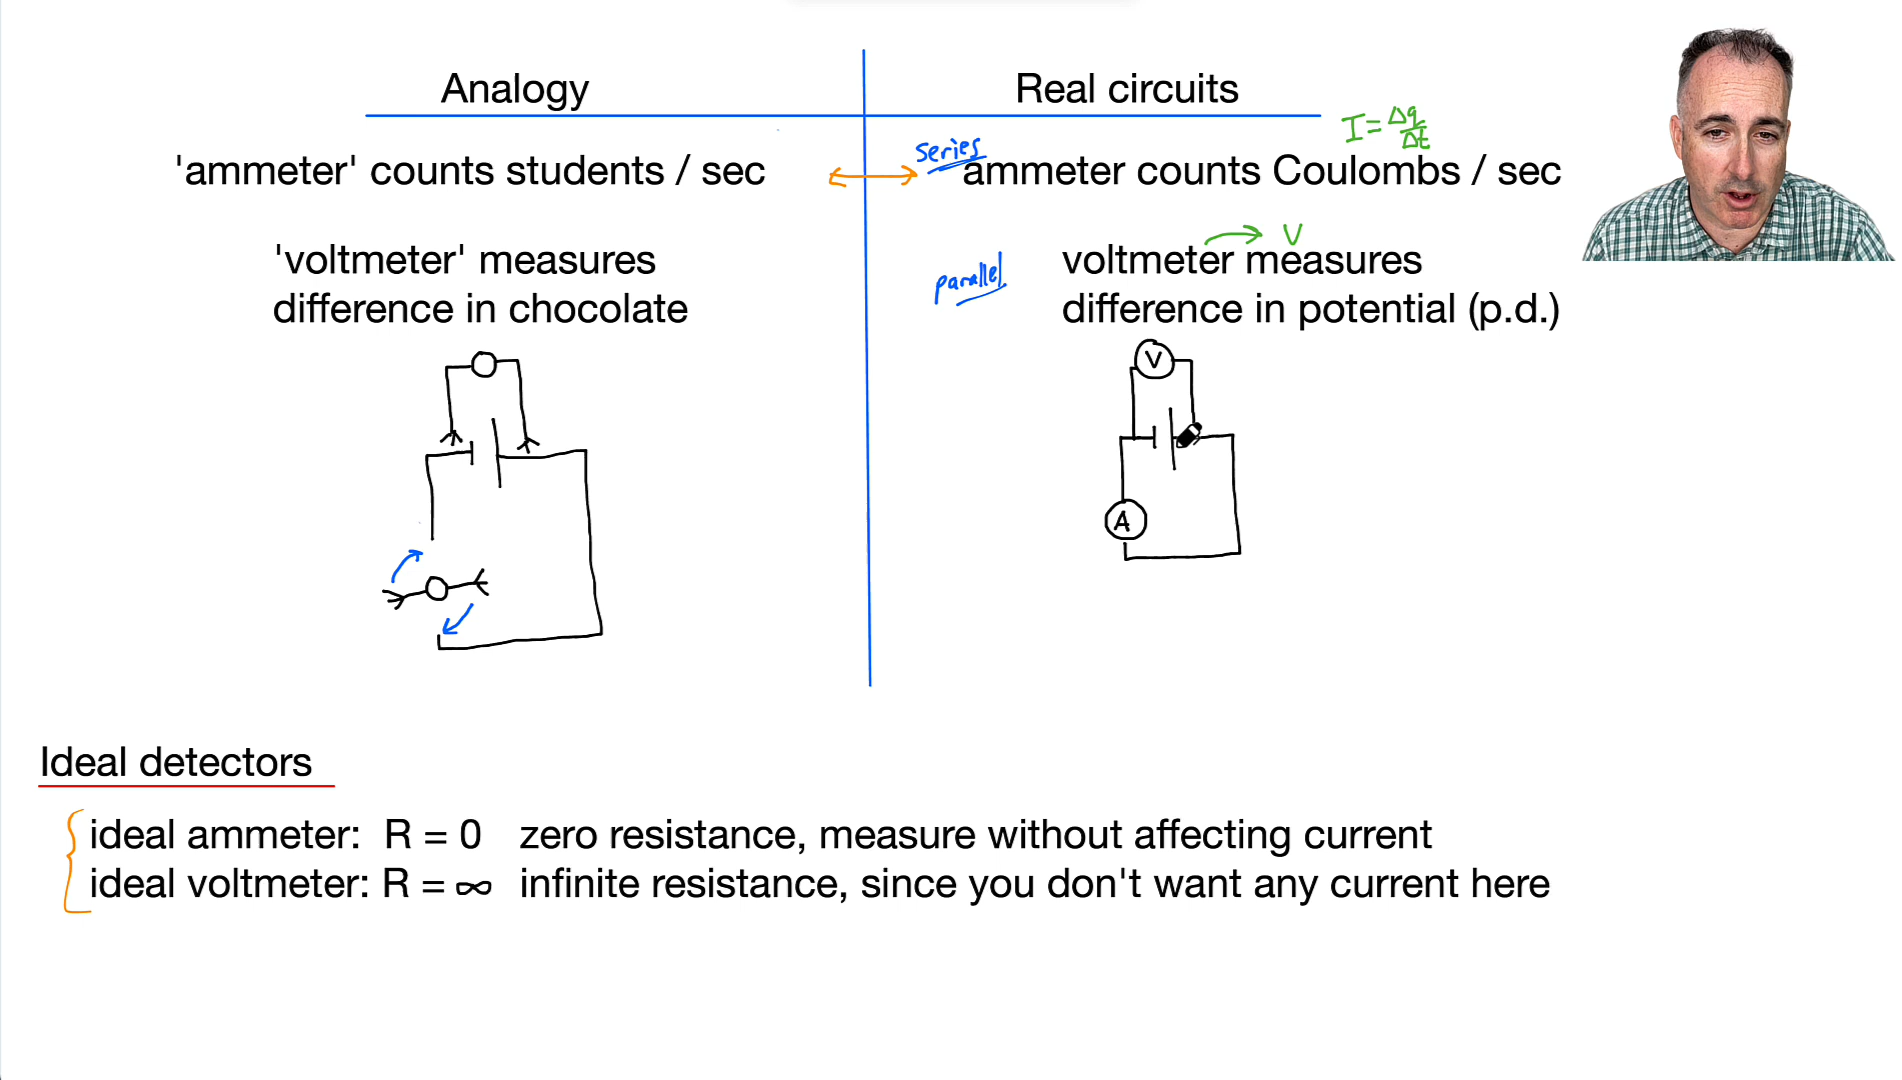 Analogy
Real circuits
I = Δq/Δt
'ammeter' counts students / sec
series
ammeter counts Coulombs / sec
'voltmeter' measures
difference in chocolate
V
parallel
voltmeter measures
difference in potential (p.d.)
V
A
Ideal detectors
ideal ammeter: R = 0 zero resistance, measure without affecting current
ideal voltmeter: R = ∞ infinite resistance, since you don't want any current here